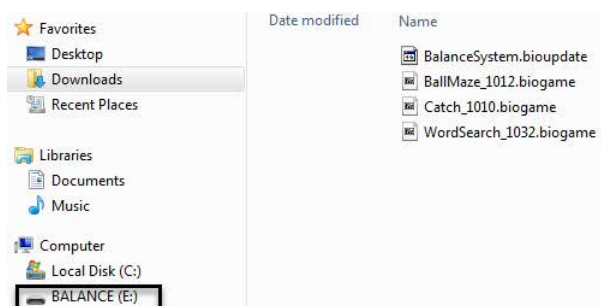 Favorites
Desktop
Downloads
Recent Places
Libraries
Documents
Music
Computer
Local Disk (C:)
BALANCE (E:)
Date modified Name
BalanceSystem.bioupdate
BallMaze_1012.biogame
Catch_1010.biogame
WordSearch_1032.biogame